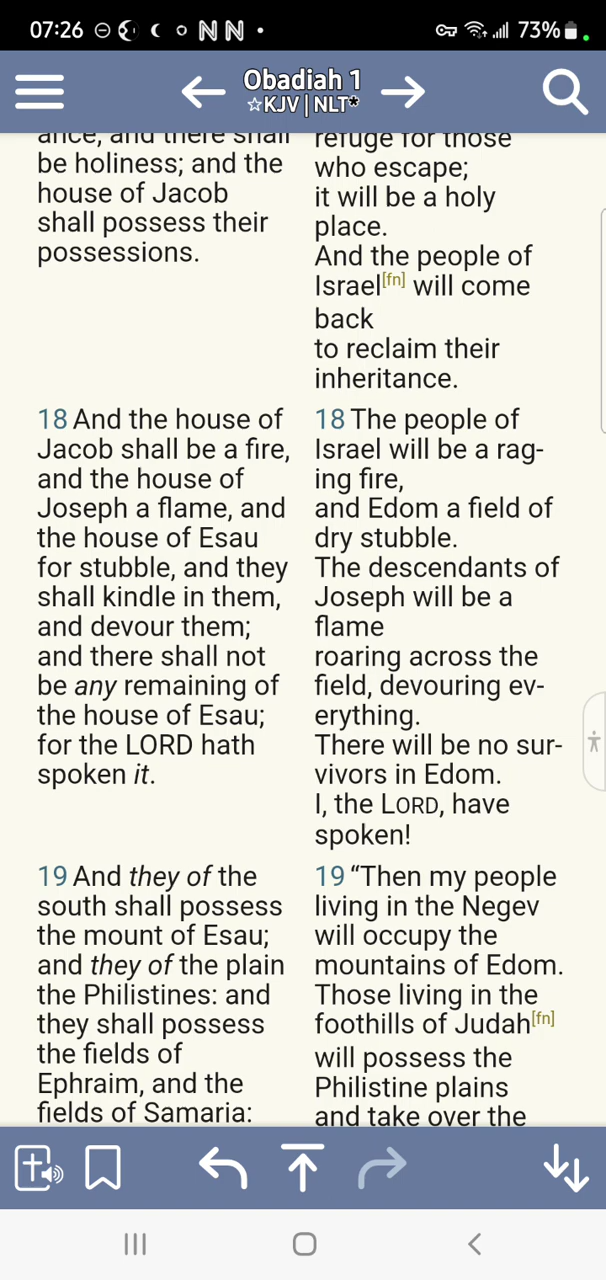 07:26
73%
Obadiah 1
☆KJV | NLT*
ance, and there shall
be holiness; and the
house of Jacob
shall possess their
possessions.
refuge for those
who escape;
it will be a holy
place.
And the people of
Israel[fn] will come
back
to reclaim their
inheritance.
18 And the house of
Jacob shall be a fire,
and the house of
Joseph a flame, and
the house of Esau
for stubble, and they
shall kindle in them,
and devour them;
and there shall not
be any remaining of
the house of Esau;
for the LORD hath
spoken it.
18 The people of
Israel will be a rag-
ing fire,
and Edom a field of
dry stubble.
The descendants of
Joseph will be a
flame
roaring across the
field, devouring ev-
erything.
There will be no sur-
vivors in Edom.
I, the LORD, have
spoken!
19 And they of the
south shall possess
the mount of Esau;
and they of the plain
the Philistines: and
they shall possess
the fields of
Ephraim, and the
fields of Samaria:
19 “Then my people
living in the Negev
will occupy the
mountains of Edom.
Those living in the
foothills of Judah[fn]
will possess the
Philistine plains
and take over the